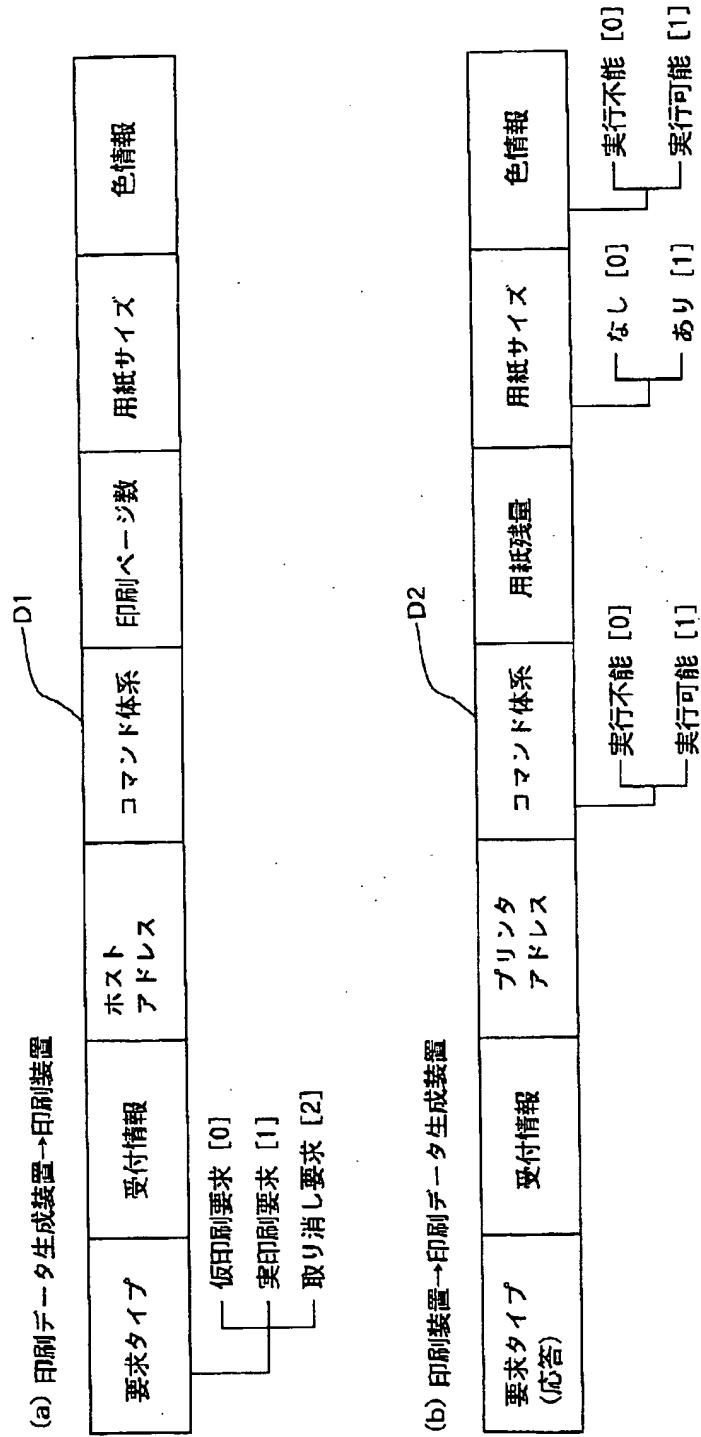 (a) 印刷データ生成装置→印刷装置
D1
要求タイプ
受付情報
ホスト
アドレス
コマンド体系
印刷ページ数
用紙サイズ
色情報
仮印刷要求 [0]
実印刷要求 [1]
取り消し要求 [2]
(b) 印刷装置→印刷データ生成装置
D2
要求タイプ
(応答)
受付情報
プリンタ
アドレス
コマンド体系
用紙残量
用紙サイズ
色情報
実行不能 [0]
実行可能 [1]
なし [0]
あり [1]
実行不能 [0]
実行可能 [1]